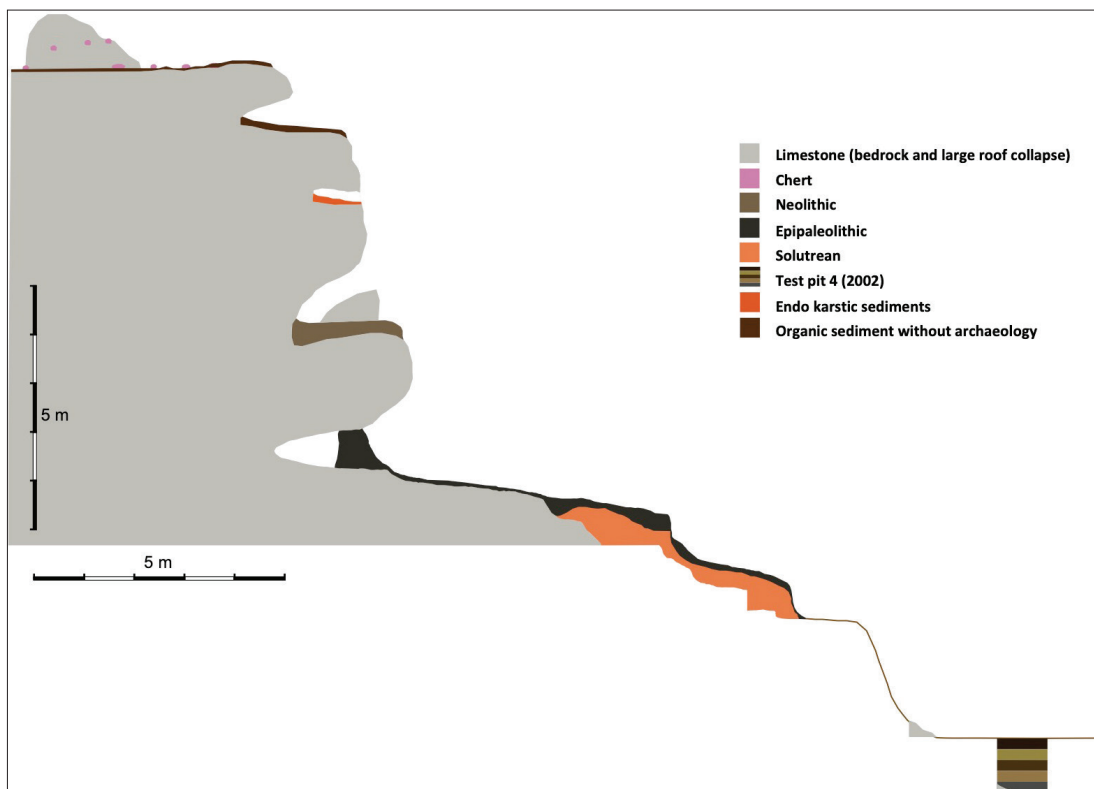 Limestone (bedrock and large roof collapse)
Chert
Neolithic
Epipaleolithic
Solutrean
Test pit 4 (2002)
Endo karstic sediments
Organic sediment without archaeology
5 m
5 m